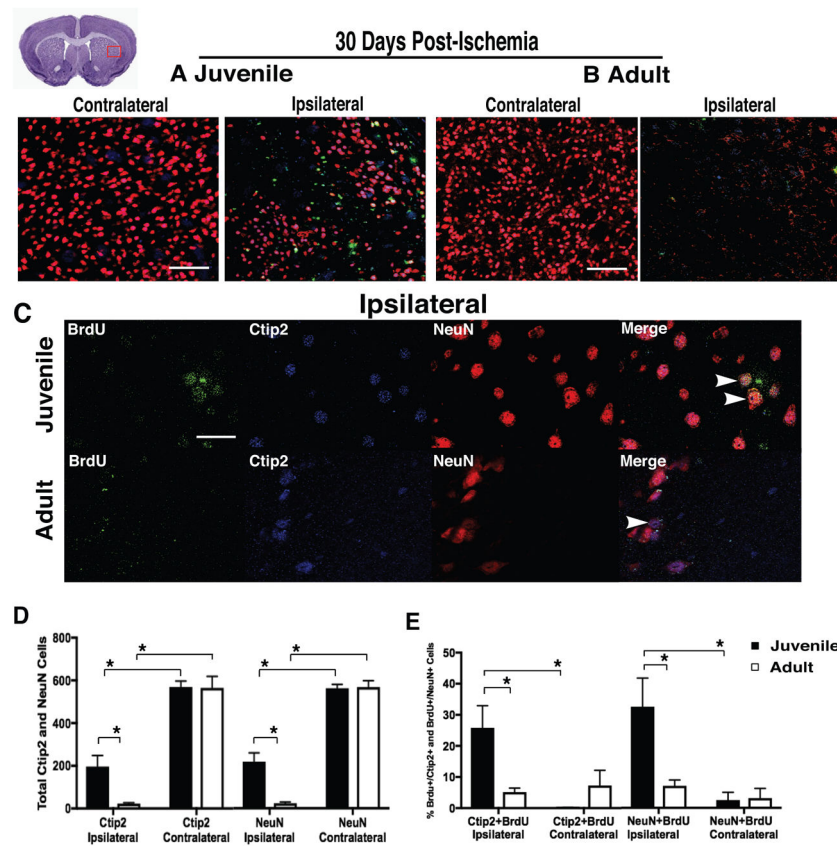 30 Days Post-Ischemia
A Juvenile
B Adult
Contralateral
Ipsilateral
Contralateral
Ipsilateral
Ipsilateral
C
Juvenile
BrdU
Ctip2
NeuN
Merge
Adult
BrdU
Ctip2
NeuN
Merge
D
Total Ctip2 and NeuN Cells
800
600
400
200
0
*
*
*
*
*
*
Ctip2
Ipsilateral
Ctip2
Contralateral
NeuN
Ipsilateral
NeuN
Contralateral
E
% Brdu+/Ctip2+ and BrdU+/NeuN+ Cells
50
40
30
20
10
0
*
*
*
*
Juvenile
Adult
Ctip2+BrdU
Ipsilateral
Ctip2+BrdU
Contralateral
NeuN+BrdU
Ipsilateral
NeuN+BrdU
Contralateral